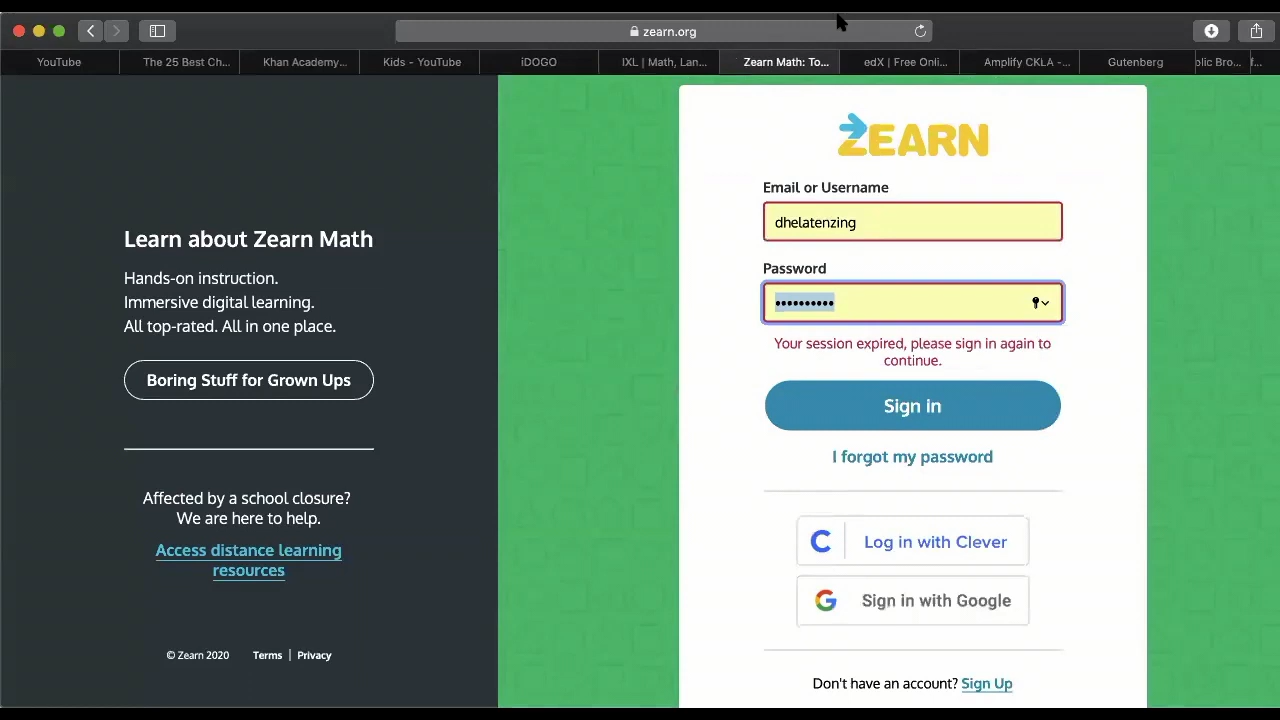 zearn.org
YouTube
The 25 Best Ch...
Khan Academy...
Kids - YouTube
iDOGO
IXL | Math, Lan...
Zearn Math: To...
edX | Free Onli...
Amplify CKLA -...
Gutenberg
olic Bro...
f...
ZEARN
Email or Username
dhelatenzing
Password
••••••••••
Your session expired, please sign in again to
continue.
Sign in
I forgot my password
C Log in with Clever
G Sign in with Google
Don't have an account? Sign Up
Learn about Zearn Math
Hands-on instruction.
Immersive digital learning.
All top-rated. All in one place.
Boring Stuff for Grown Ups
Affected by a school closure?
We are here to help.
Access distance learning
resources
© Zearn 2020 Terms | Privacy